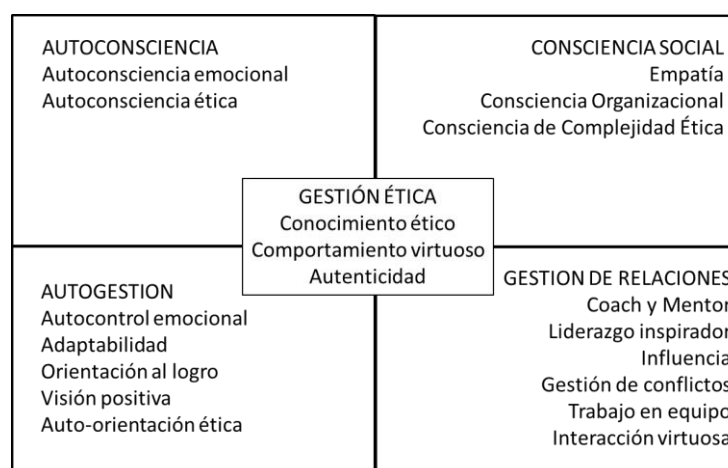 AUTOCONSCIENCIA
Autoconsciencia emocional
Autoconsciencia ética
CONSCIENCIA SOCIAL
Empatía
Consciencia Organizacional
Consciencia de Complejidad Ética
GESTIÓN ÉTICA
Conocimiento ético
Comportamiento virtuoso
Autenticidad
AUTOGESTION
Autocontrol emocional
Adaptabilidad
Orientación al logro
Visión positiva
Auto-orientación ética
GESTION DE RELACIONES
Coach y Mentor
Liderazgo inspirador
Influencia
Gestión de conflictos
Trabajo en equipo
Interacción virtuosa